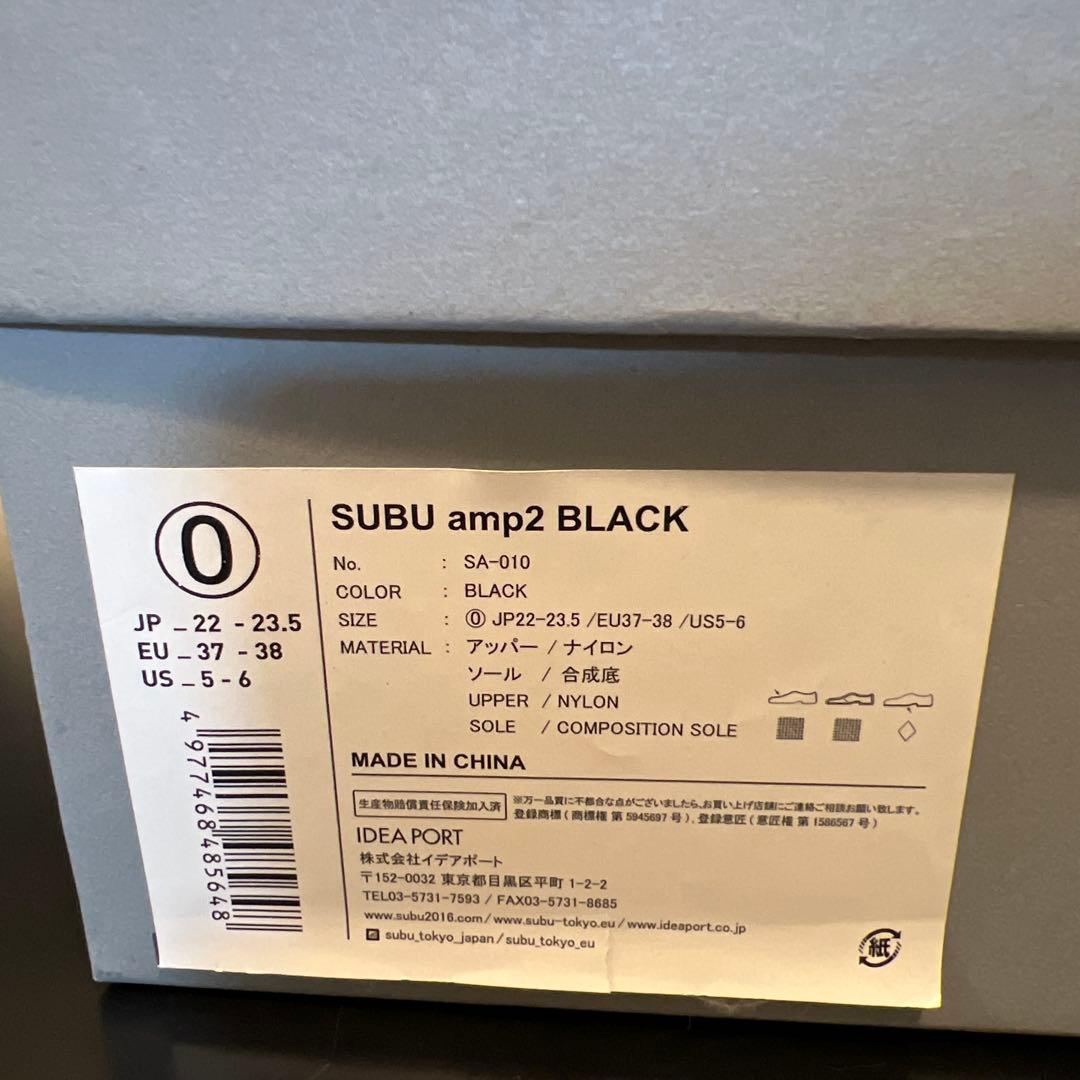 0
JP _ 22 - 23.5
EU _ 37 - 38
US _ 5 - 6
4 977468 485648
SUBU amp2 BLACK
No. : SA-010
COLOR : BLACK
SIZE : ⓪ JP22-23.5 /EU37-38 /US5-6
MATERIAL : アッパー / ナイロン
ソール / 合成底
UPPER / NYLON
SOLE / COMPOSITION SOLE
MADE IN CHINA
生産物賠償責任保険加入済
※万一品質に不都合な点がございましたら、お買い上げ店舗にご連絡ご相談お願い致します。
登録商標(商標権 第5945697号)、登録意匠(意匠権 第1586567号)
IDEA PORT
株式会社イデアポート
〒152-0032 東京都目黒区平町 1-2-2
TEL03-5731-7593 / FAX03-5731-8685
www.subu2016.com / www.subu-tokyo.eu / www.ideaport.co.jp
subu_tokyo_japan / subu_tokyo_eu
紙